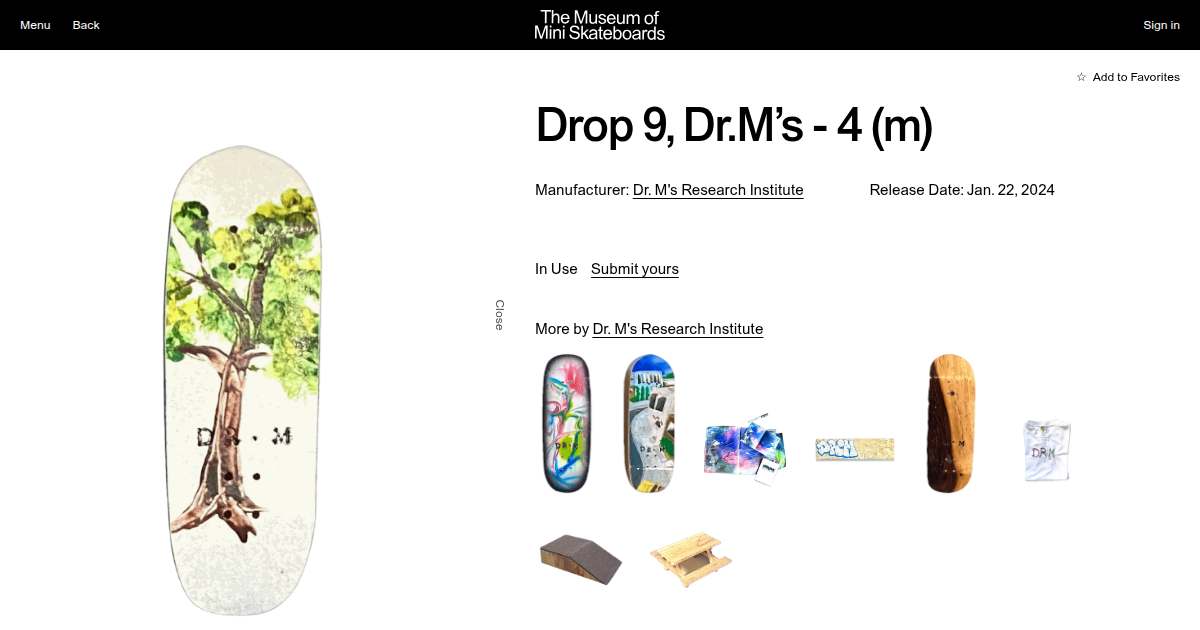 Menu
Back
The Museum of
Mini Skateboards
Sign in
☆ Add to Favorites
Drop 9, Dr.M’s - 4 (m)
Manufacturer: Dr. M's Research Institute
Release Date: Jan. 22, 2024
In Use
Submit yours
Close
More by Dr. M's Research Institute
DR · M
DR M